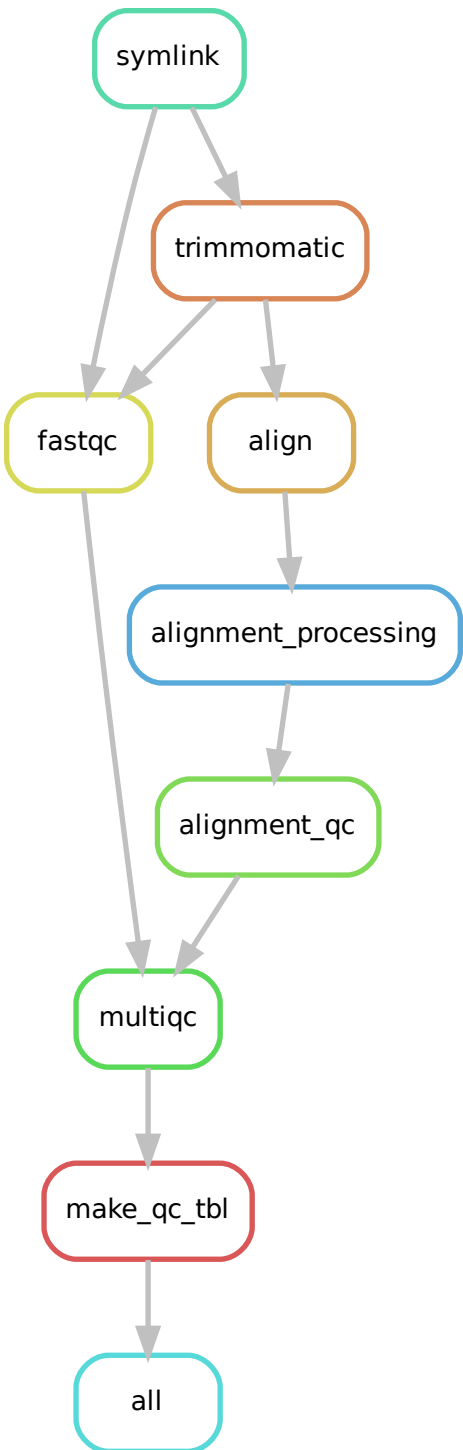 symlink
trimmomatic
fastqc
align
alignment_processing
alignment_qc
multiqc
make_qc_tbl
all